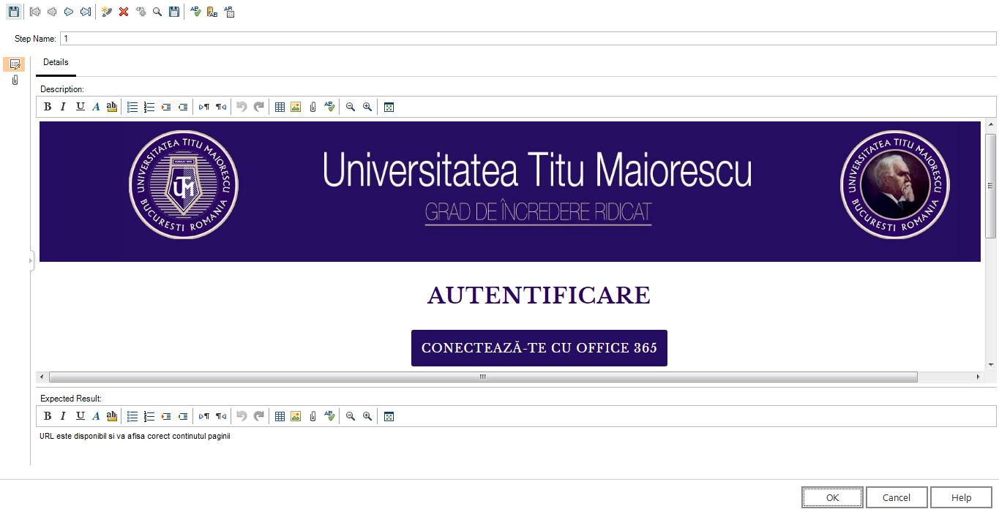 Step Name: 1
Details
Description:
UNIVERSITATEA TITU MAIORESCU
FONDAT 1990
UTM
BUCURESTI ROMANIA
Universitatea Titu Maiorescu
GRAD DE ÎNCREDERE RIDICAT
UNIVERSITATEA TITU MAIORESCU
BUCURESTI ROMANIA
AUTENTIFICARE
CONECTEAZĂ-TE CU OFFICE 365
Expected Result:
URL este disponibil si va afisa corect continutul paginii
OK
Cancel
Help